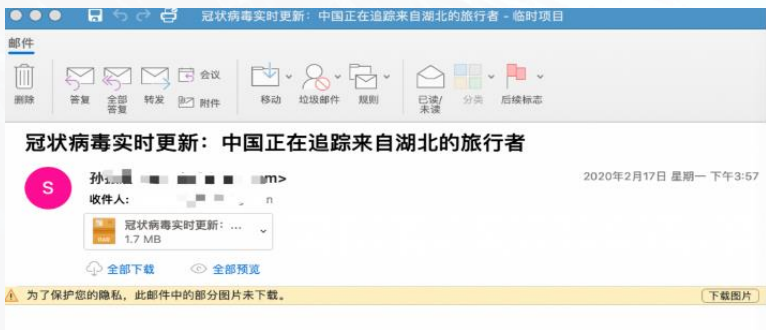 冠状病毒实时更新：中国正在追踪来自湖北的旅行者 - 临时项目
邮件
删除 答复 全部答复 转发 会议 附件 移动 垃圾邮件 规则 已读/未读 分类 后续标志
冠状病毒实时更新：中国正在追踪来自湖北的旅行者
S
孙 m>
2020年2月17日 星期一 下午3:57
收件人： n
冠状病毒实时更新：...
1.7 MB
全部下载 全部预览
为了保护您的隐私，此邮件中的部分图片未下载。 下载图片